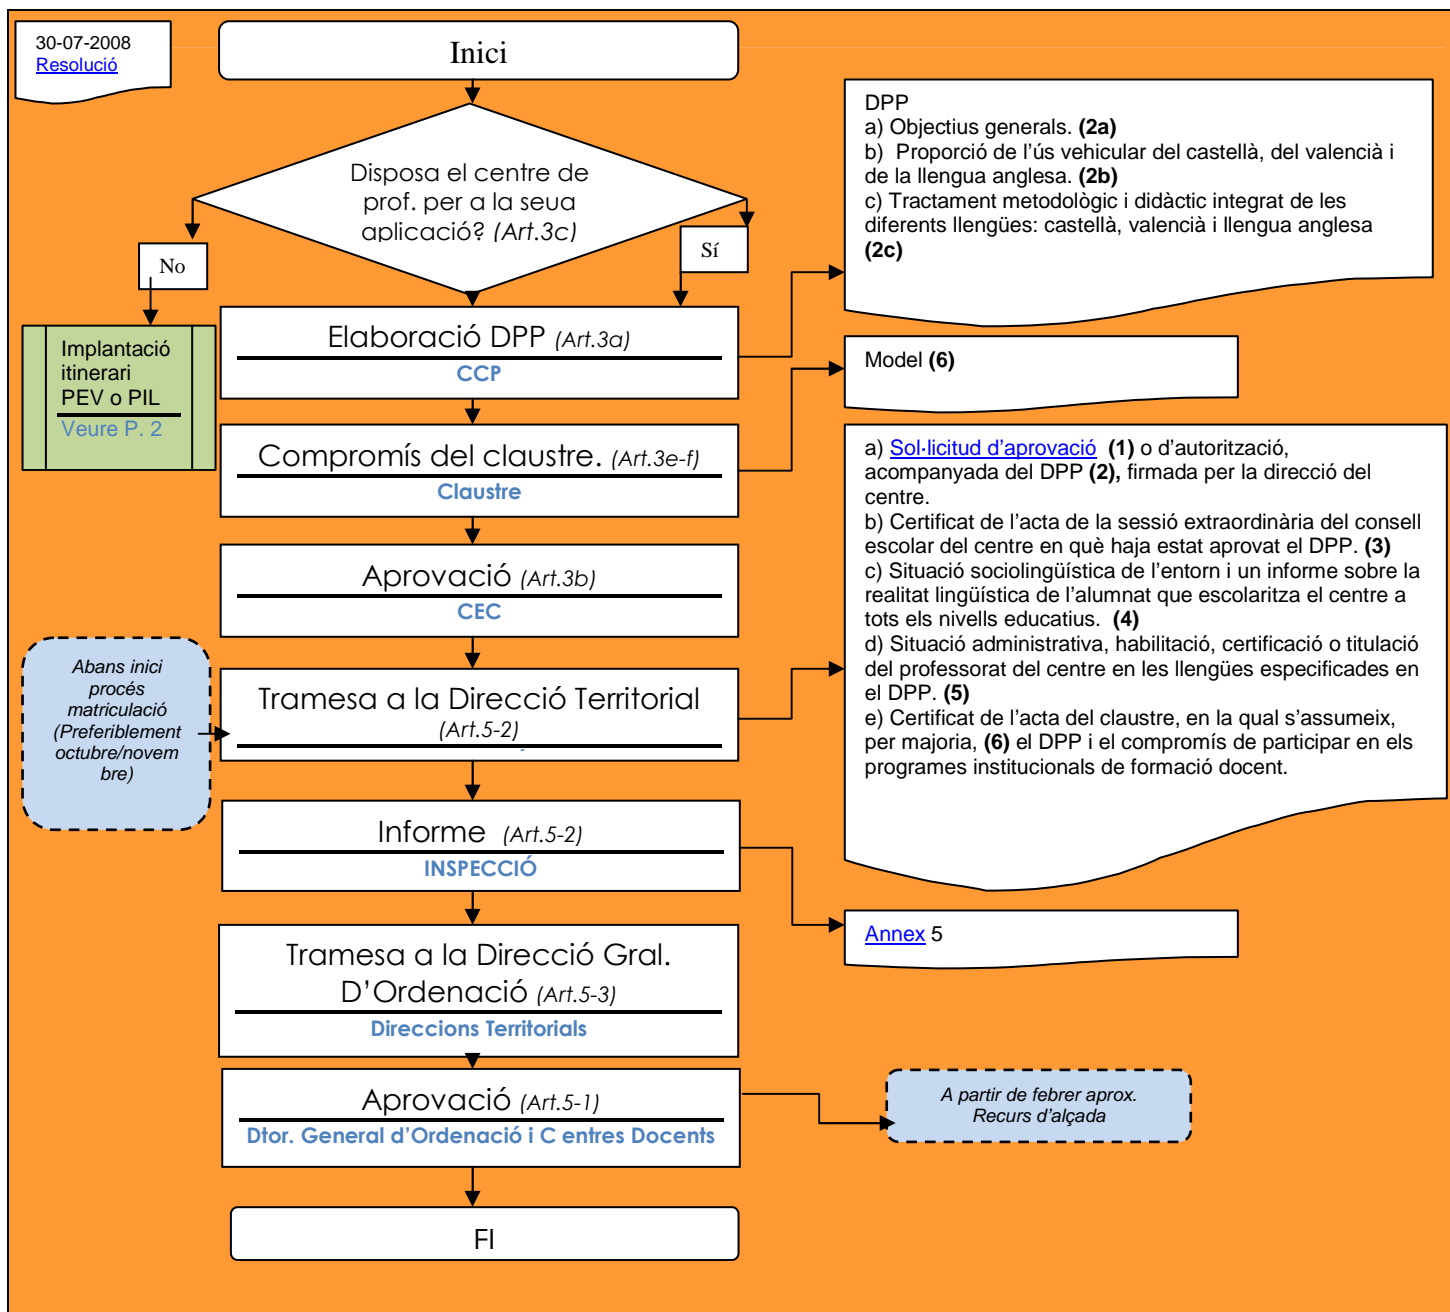 30-07-2008
Resolució
Inici
Disposa el centre de
prof. per a la seua
aplicació? (Art.3c)
No
Sí
DPP
a) Objectius generals. (2a)
b) Proporció de l'ús vehicular del castellà, del valencià i
de la llengua anglesa. (2b)
c) Tractament metodològic i didàctic integrat de les
diferents llengües: castellà, valencià i llengua anglesa
(2c)
Implantació
itinerari
PEV o PIL
Veure P. 2
Elaboració DPP (Art.3a)
CCP
Model (6)
Compromís del claustre. (Art.3e-f)
Claustre
a) Sol·licitud d'aprovació (1) o d'autorització,
acompanyada del DPP (2), firmada per la direcció del
centre.
b) Certificat de l'acta de la sessió extraordinària del consell
escolar del centre en què haja estat aprovat el DPP. (3)
c) Situació sociolingüística de l'entorn i un informe sobre la
realitat lingüística de l'alumnat que escolaritza el centre a
tots els nivells educatius. (4)
d) Situació administrativa, habilitació, certificació o titulació
del professorat del centre en les llengües especificades en
el DPP. (5)
e) Certificat de l'acta del claustre, en la qual s'assumeix,
per majoria, (6) el DPP i el compromís de participar en els
programes institucionals de formació docent.
Aprovació (Art.3b)
CEC
Abans inici
procés
matriculació
(Preferiblement
octubre/novem
bre)
Tramesa a la Direcció Territorial
(Art.5-2)
Informe (Art.5-2)
INSPECCIÓ
Annex 5
Tramesa a la Direcció Gral.
D'Ordenació (Art.5-3)
Direccions Territorials
Aprovació (Art.5-1)
Dtor. General d'Ordenació i C entres Docents
A partir de febrer aprox.
Recurs d'alçada
FI